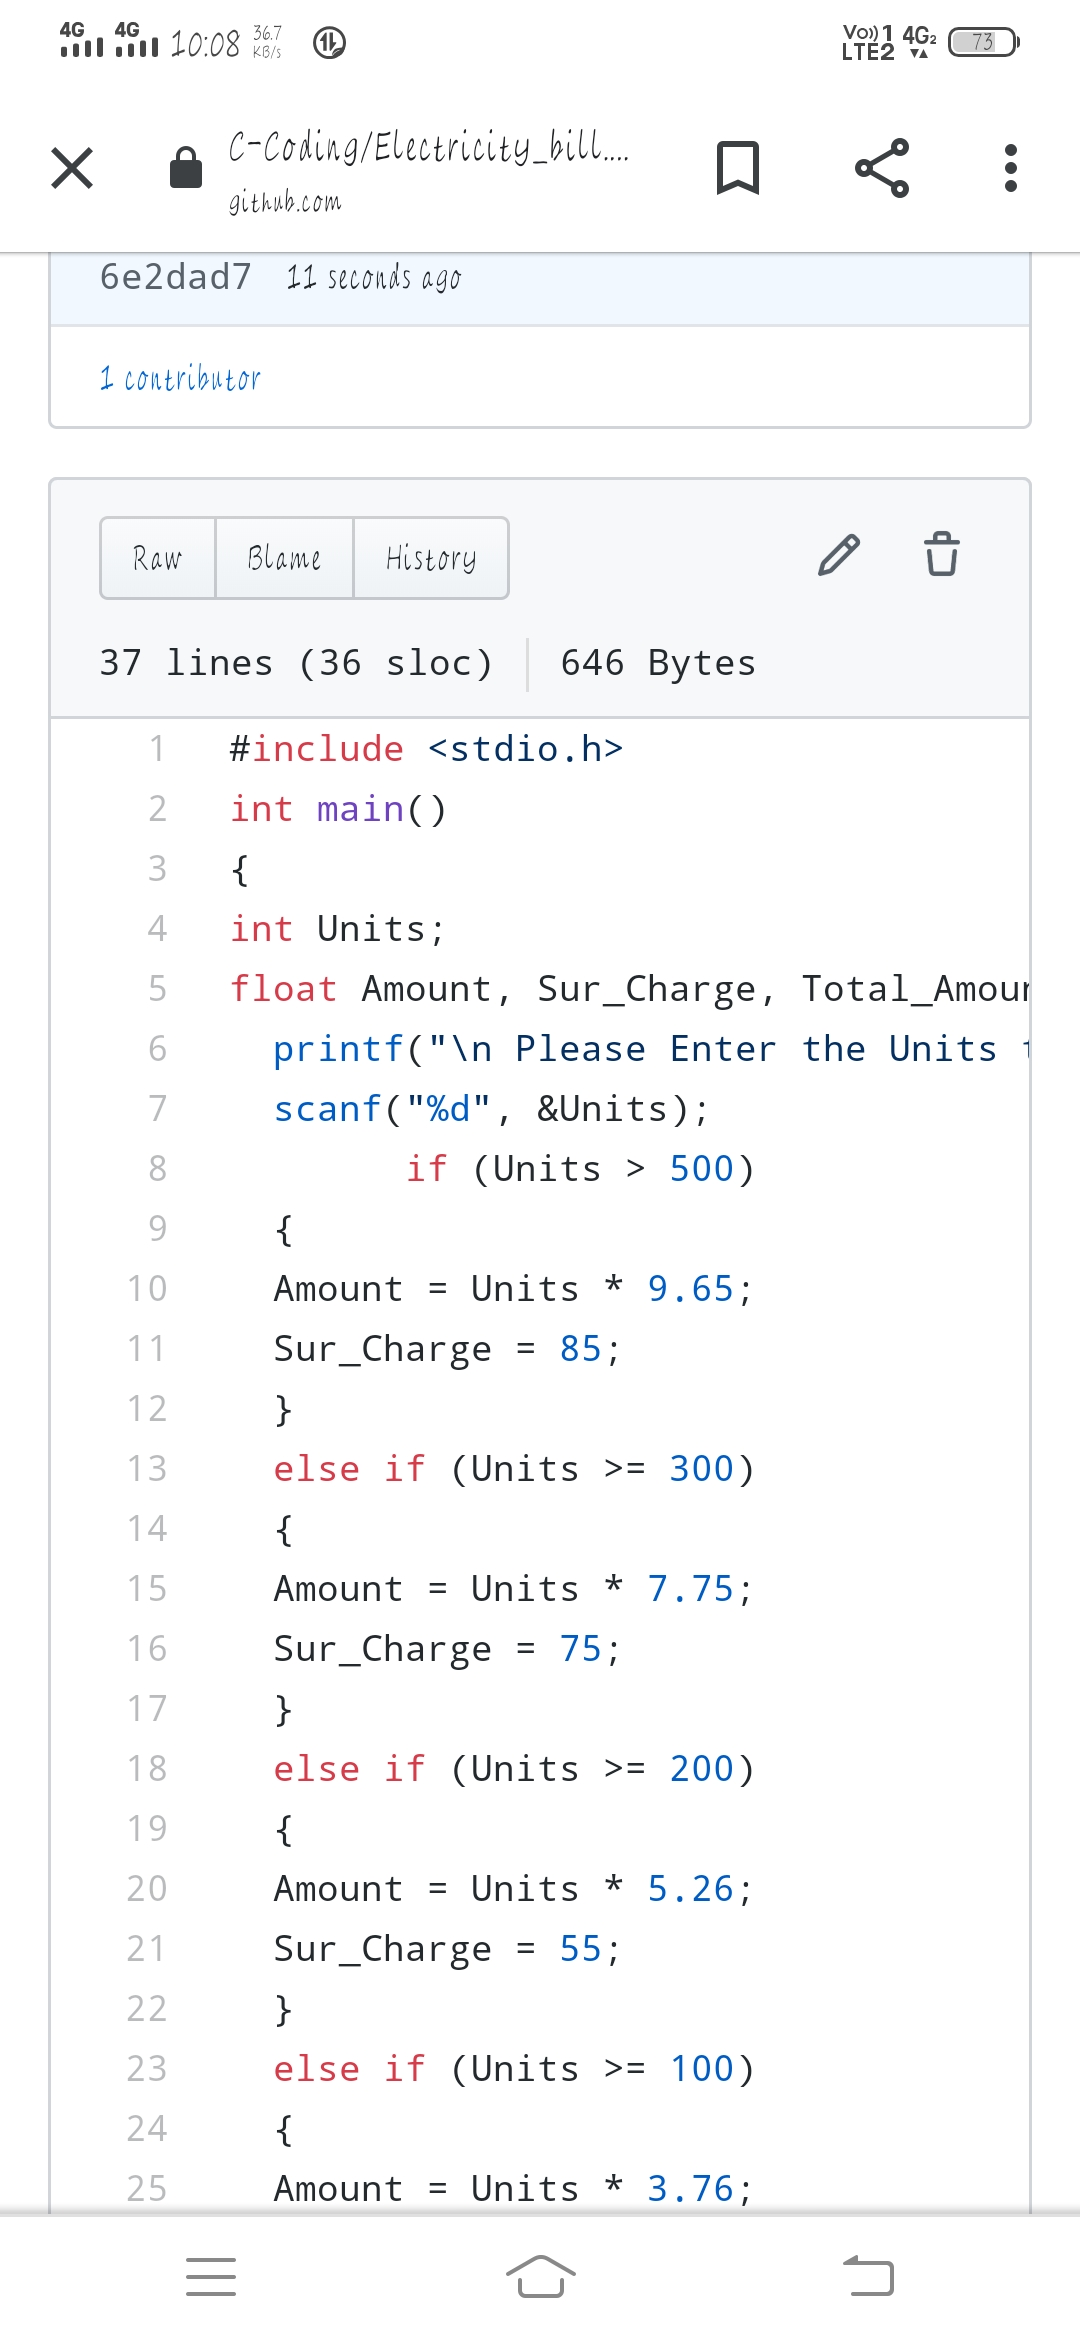 4G 4G 10:08 36.7 KB/s Vo)) 1 LTE2 4G2 73
C-Coding/Electricity_bill....
github.com
6e2dad7 11 seconds ago
1 contributor
Raw Blame History
37 lines (36 sloc) 646 Bytes
1 #include <stdio.h>
2 int main()
3 {
4 int Units;
5 float Amount, Sur_Charge, Total_Amour
6 printf("\n Please Enter the Units
7 scanf("%d", &Units);
8 if (Units > 500)
9 {
10 Amount = Units * 9.65;
11 Sur_Charge = 85;
12 }
13 else if (Units >= 300)
14 {
15 Amount = Units * 7.75;
16 Sur_Charge = 75;
17 }
18 else if (Units >= 200)
19 {
20 Amount = Units * 5.26;
21 Sur_Charge = 55;
22 }
23 else if (Units >= 100)
24 {
25 Amount = Units * 3.76;